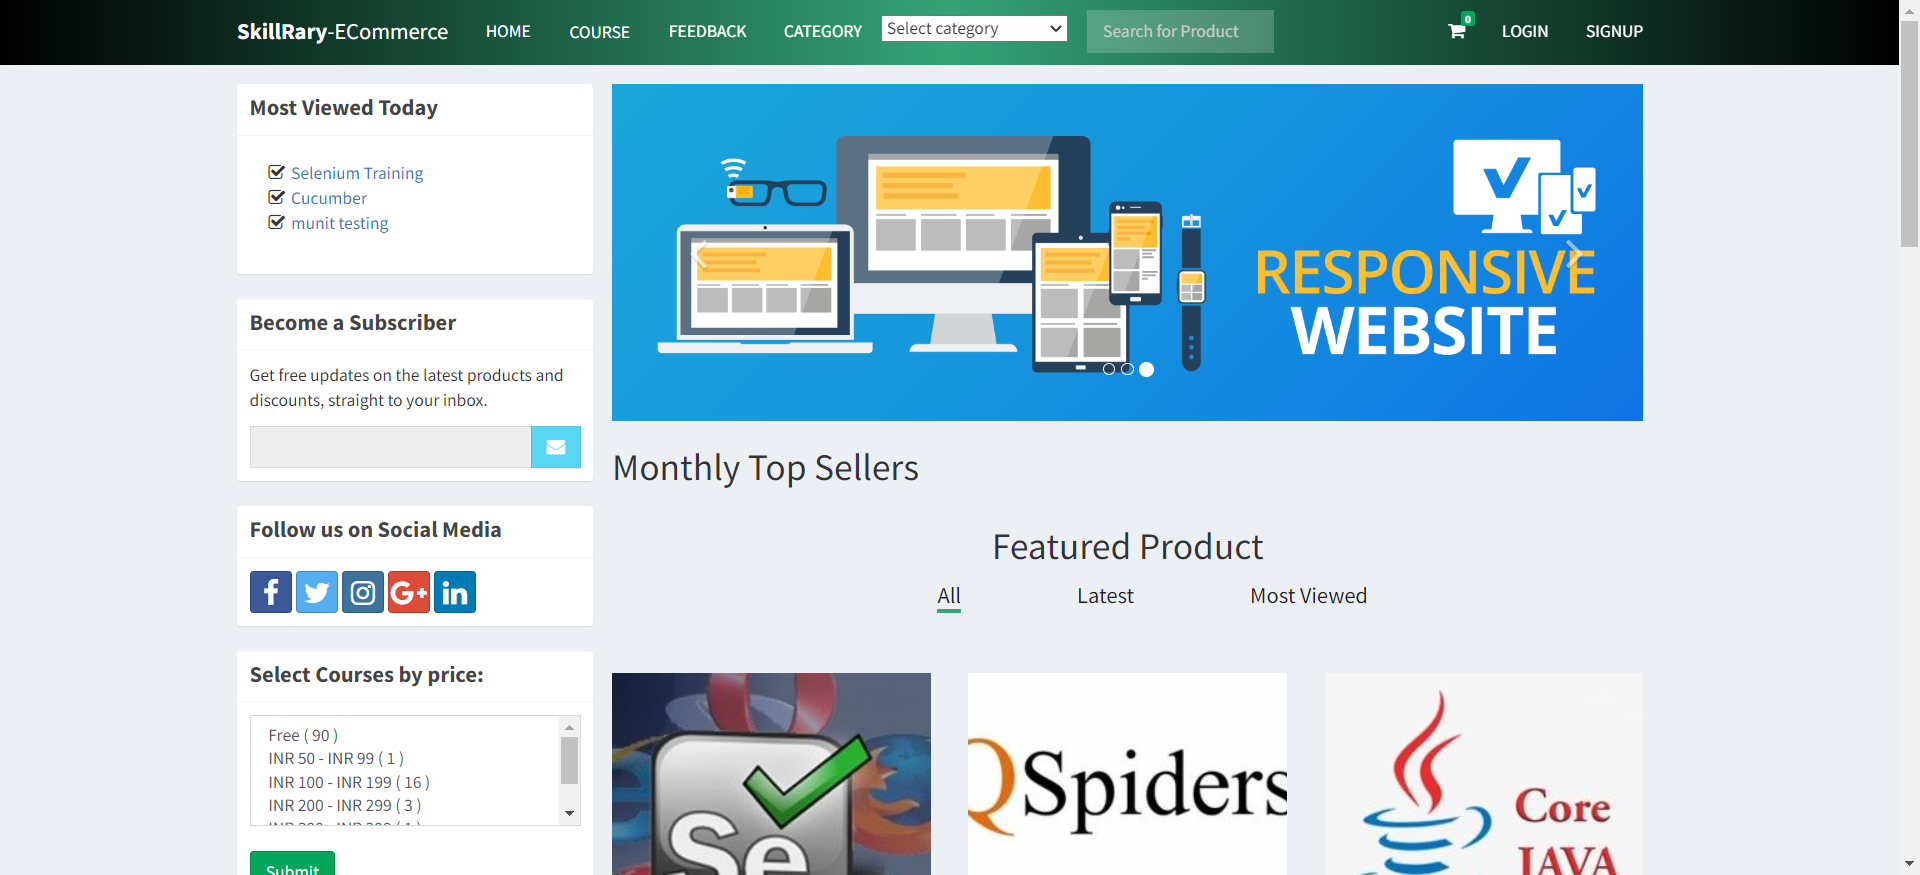 SkillRary-ECommerce HOME COURSE FEEDBACK CATEGORY Select category Search for Product 0 LOGIN SIGNUP
Most Viewed Today
Selenium Training
Cucumber
munit testing
Become a Subscriber
Get free updates on the latest products and
discounts, straight to your inbox.
Follow us on Social Media
Select Courses by price:
Free ( 90 )
INR 50 - INR 99 ( 1 )
INR 100 - INR 199 ( 16 )
INR 200 - INR 299 ( 3 )
Submit
RESPONSIVE
WEBSITE
Monthly Top Sellers
Featured Product
All Latest Most Viewed
Se
QSpiders
Core
JAVA